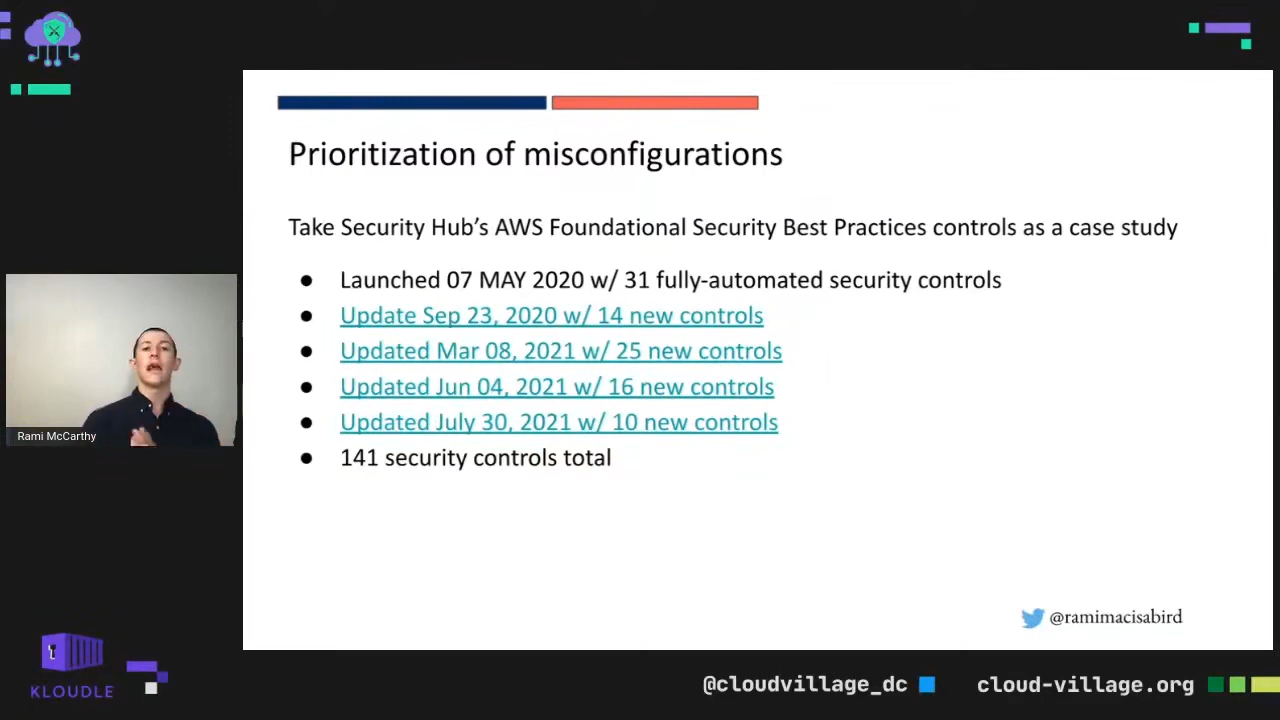 Prioritization of misconfigurations
Take Security Hub's AWS Foundational Security Best Practices controls as a case study
● Launched 07 MAY 2020 w/ 31 fully-automated security controls
● Update Sep 23, 2020 w/ 14 new controls
● Updated Mar 08, 2021 w/ 25 new controls
● Updated Jun 04, 2021 w/ 16 new controls
● Updated July 30, 2021 w/ 10 new controls
● 141 security controls total
Rami McCarthy
@ramimacisabird
KLOUDLE
@cloudvillage_dc
cloud-village.org